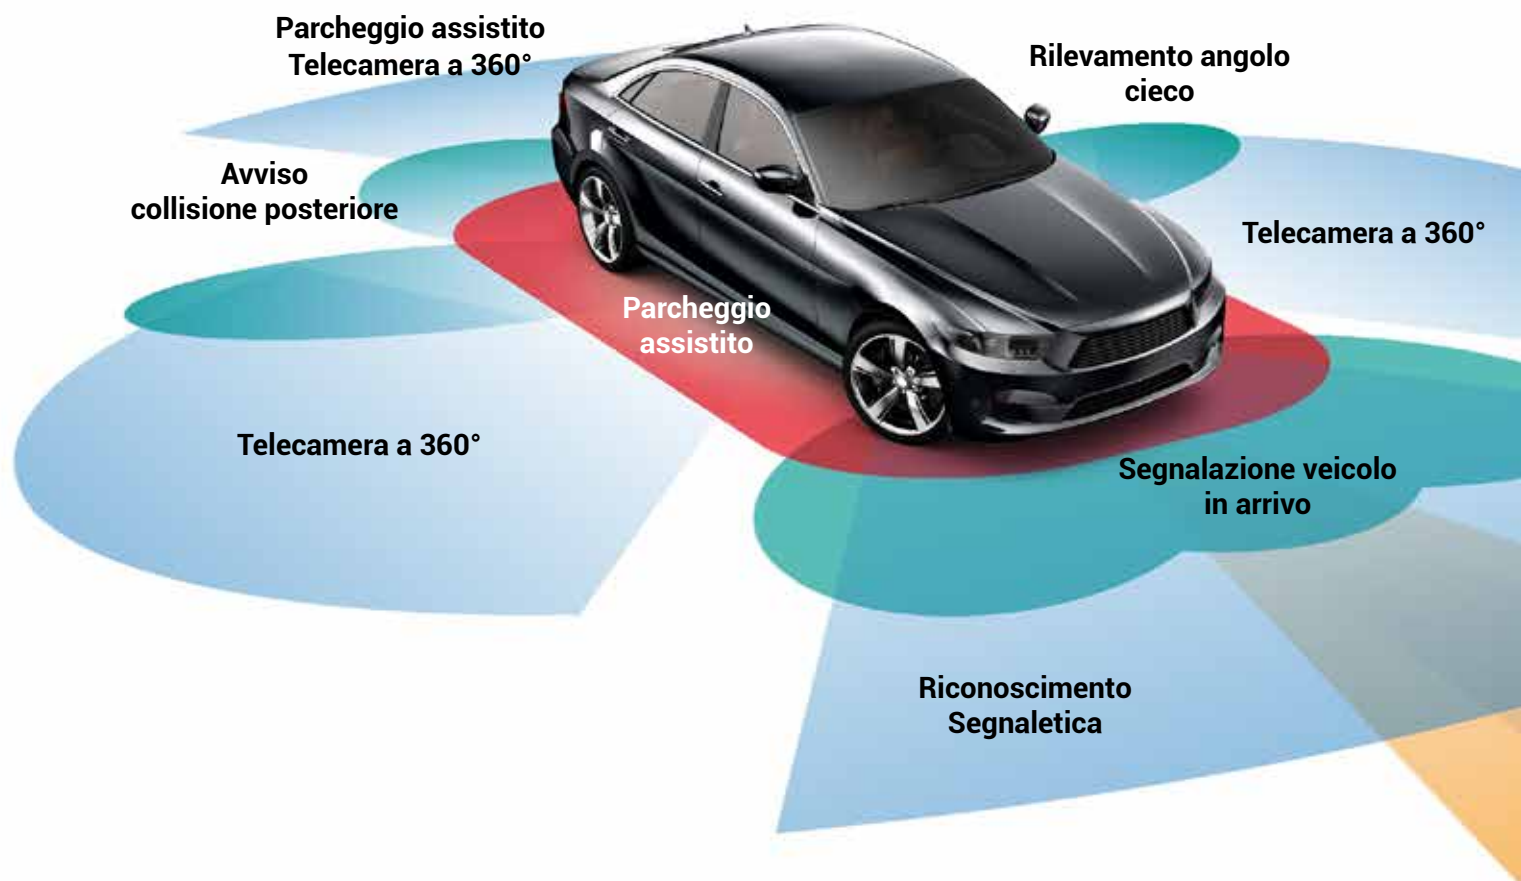 Parcheggio assistito
Telecamera a 360°
Rilevamento angolo
cieco
Avviso
collisione posteriore
Telecamera a 360°
Parcheggio
assistito
Telecamera a 360°
Segnalazione veicolo
in arrivo
Riconoscimento
Segnaletica